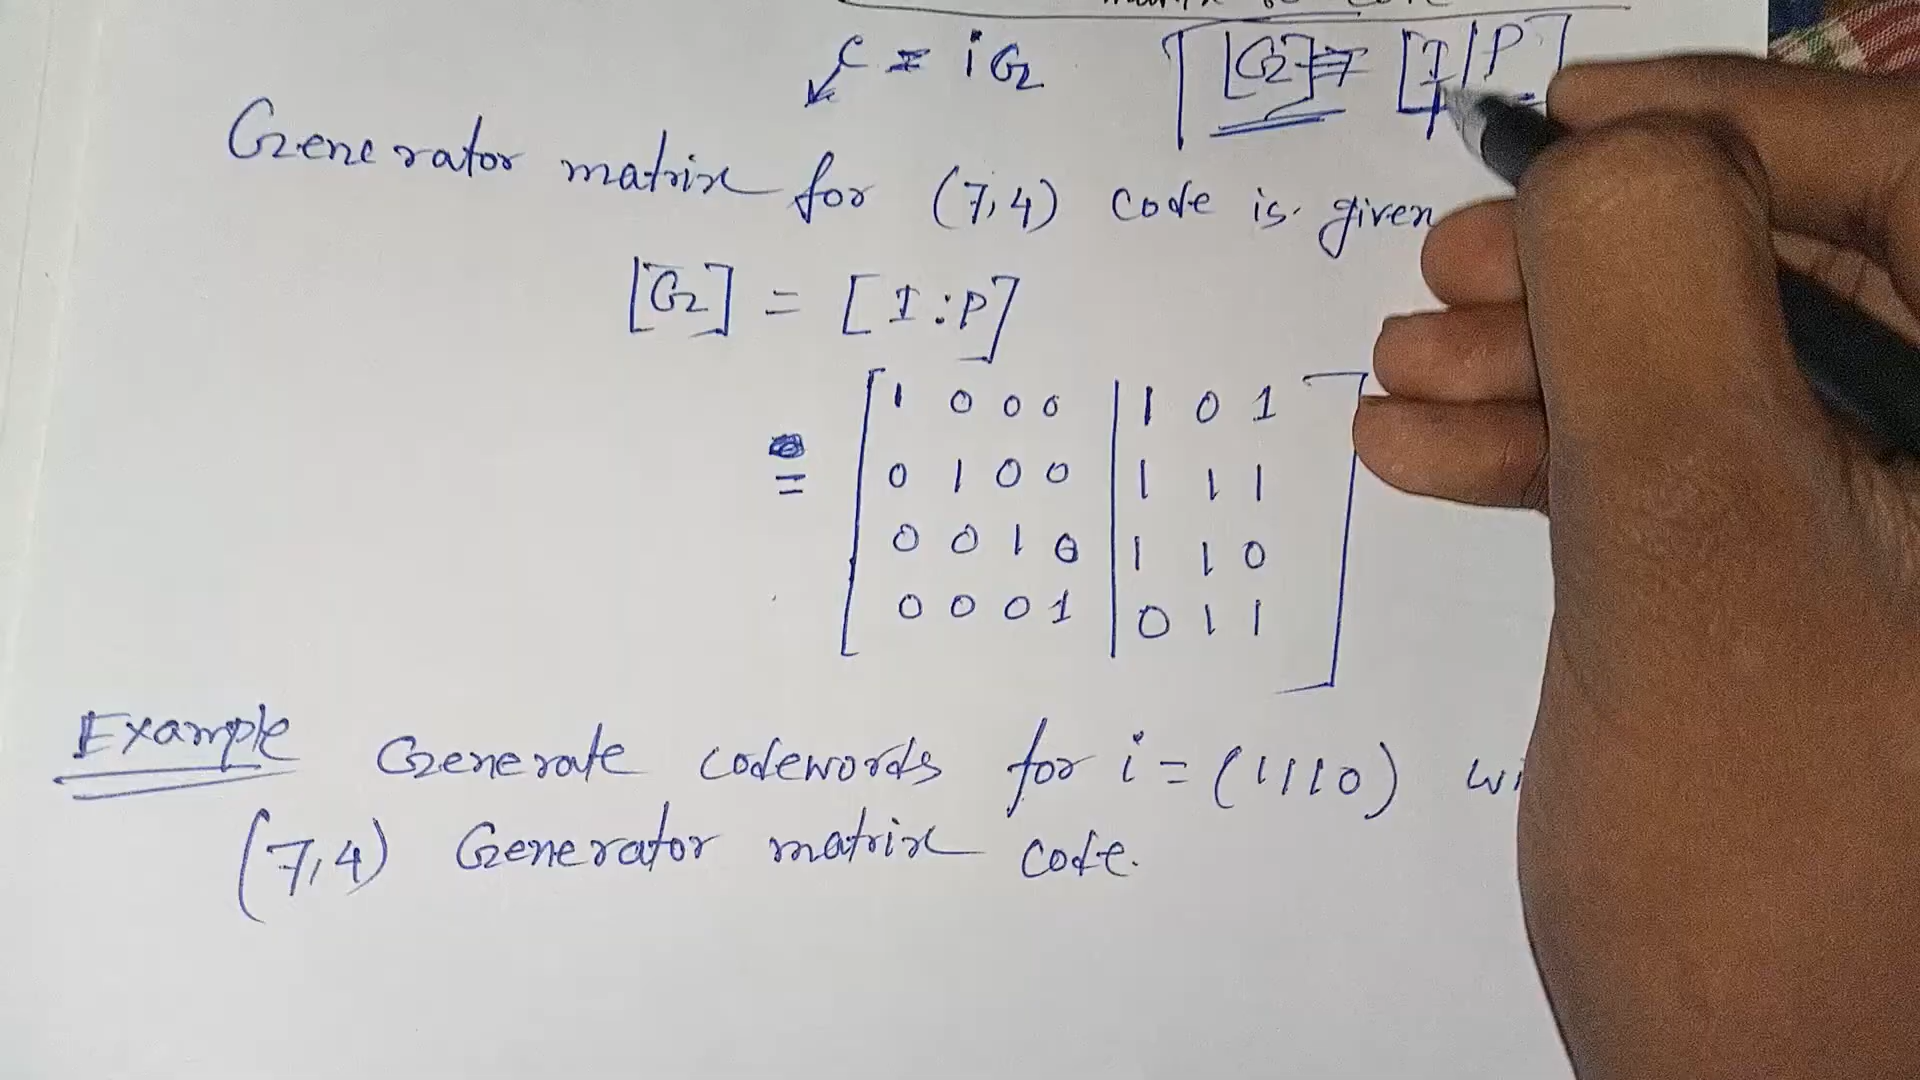 c = iG [G] = [I|P]
Generator matrix for (7,4) code is given
[G] = [I:P]
= [1 0 0 0 | 1 0 1
0 1 0 0 | 1 1 1
0 0 1 0 | 1 1 0
0 0 0 1 | 0 1 1]
Example Generate codewords for i = (1110)
(7,4) Generator matrix code.